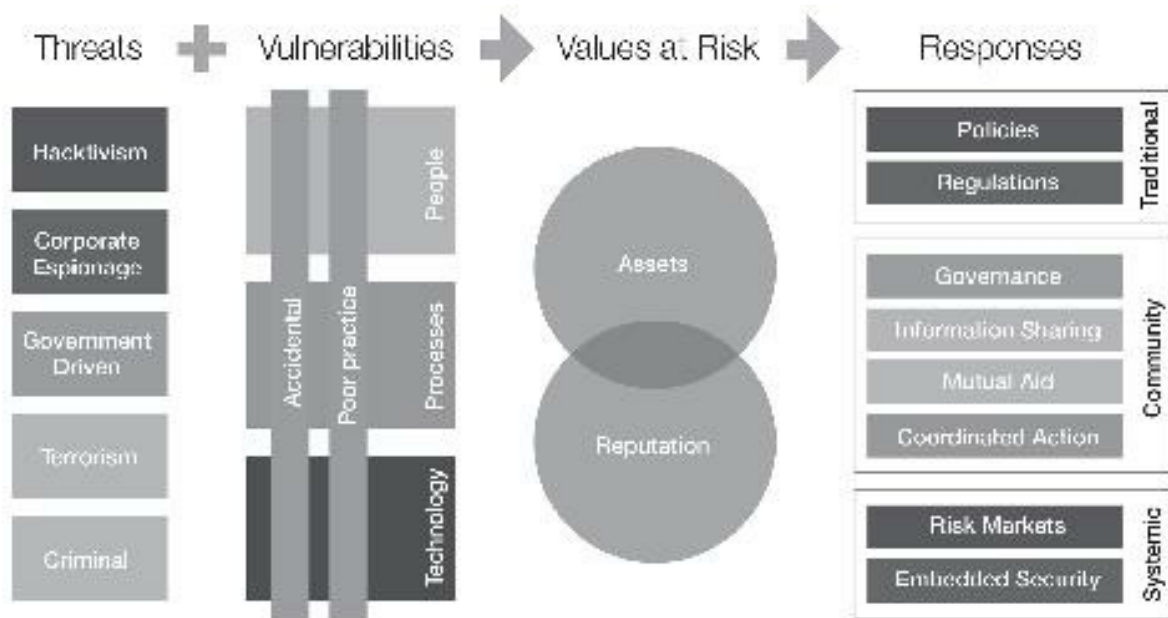 Threats
Vulnerabilities
Values at Risk
Responses
Hacktivism
Corporate
Espionage
Government
Driven
Terrorism
Criminal
Accidental
Poor practice
People
Processes
Technology
Assets
Reputation
Policies
Regulations
Traditional
Governance
Information Sharing
Mutual Aid
Coordinated Action
Community
Risk Markets
Embedded Security
Systemic